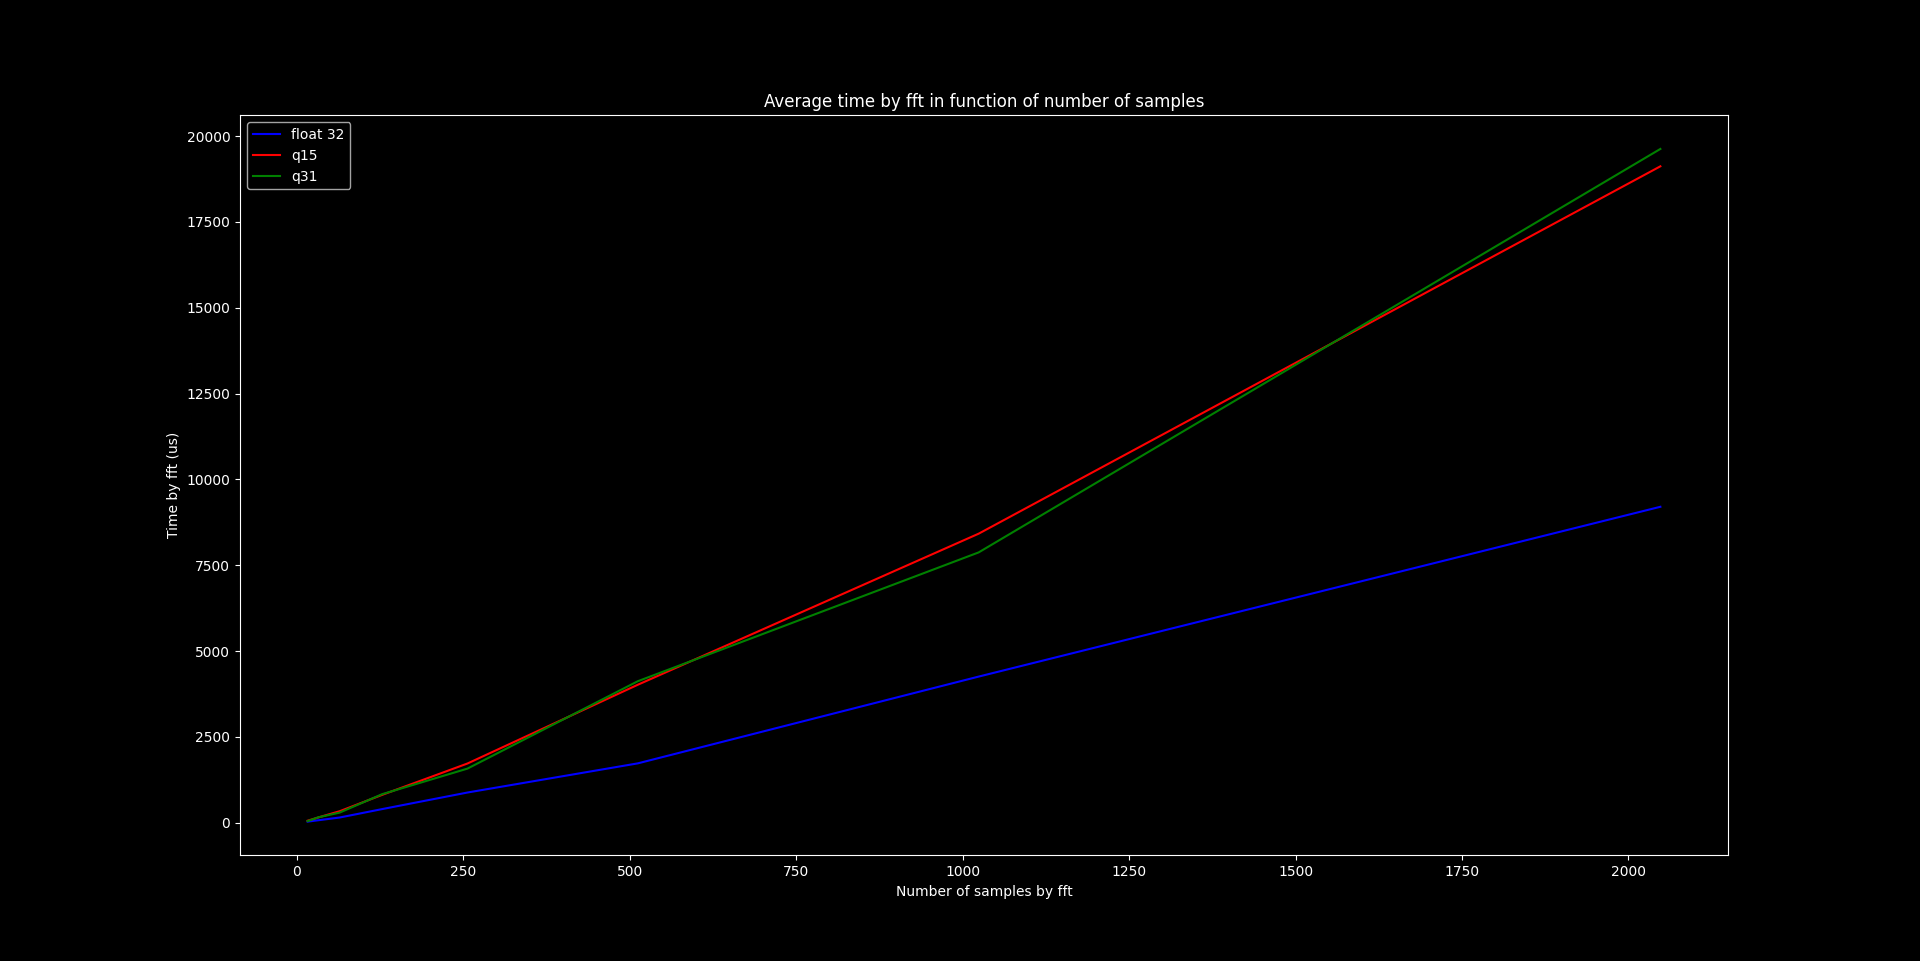 Average time by fft in function of number of samples
float 32
q15
q31
20000
17500
15000
12500
10000
7500
5000
2500
0
Time by fft (us)
0 250 500 750 1000 1250 1500 1750 2000
Number of samples by fft